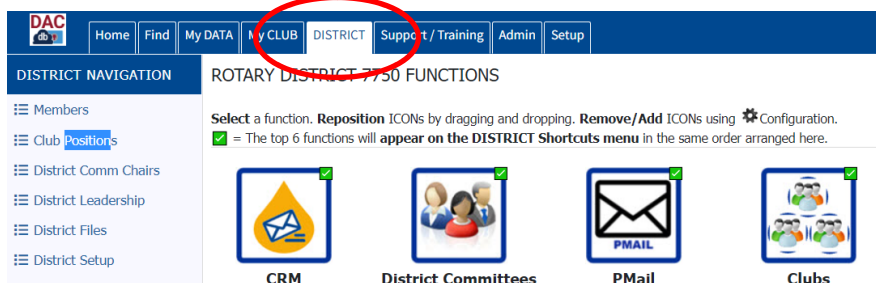 DAC
db
Home Find My DATA My CLUB DISTRICT Support / Training Admin Setup
DISTRICT NAVIGATION
Members
Club Positions
District Comm Chairs
District Leadership
District Files
District Setup
ROTARY DISTRICT 7750 FUNCTIONS
Select a function. Reposition ICONs by dragging and dropping. Remove/Add ICONs using Configuration.
= The top 6 functions will appear on the DISTRICT Shortcuts menu in the same order arranged here.
PMAIL
CRM District Committees PMail Clubs